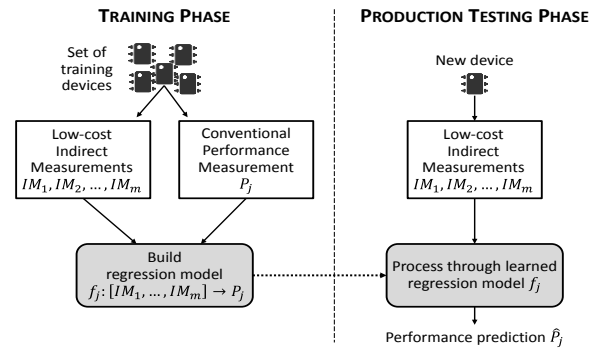 TRAINING PHASE
Set of
training
devices
Low-cost
Indirect
Measurements
IM₁, IM₂, …, IMₘ
Conventional
Performance
Measurement
Pⱼ
Build
regression model
fⱼ: [IM₁, …, IMₘ] → Pⱼ
PRODUCTION TESTING PHASE
New device
Low-cost
Indirect
Measurements
IM₁, IM₂, …, IMₘ
Process through learned
regression model fⱼ
Performance prediction P̂ⱼ